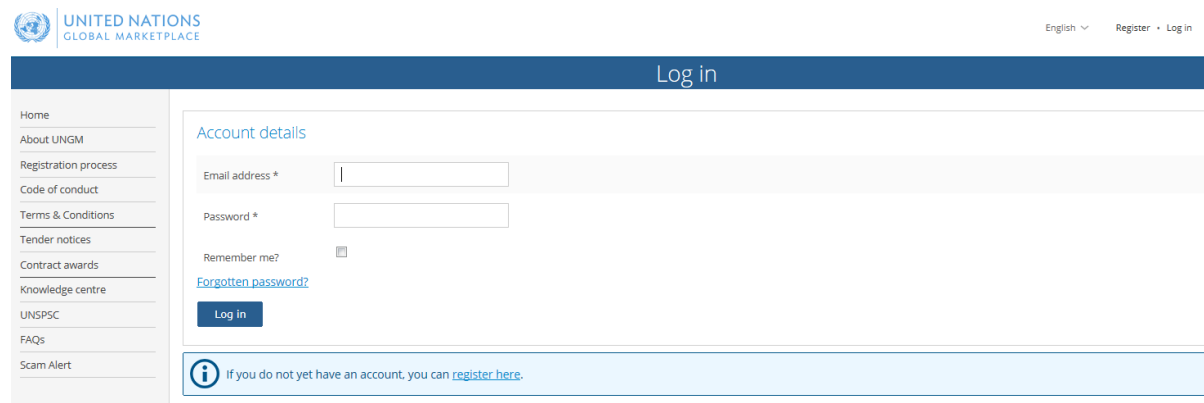 UNITED NATIONS
GLOBAL MARKETPLACE
English
Register • Log in
Log in
Home
About UNGM
Registration process
Code of conduct
Terms & Conditions
Tender notices
Contract awards
Knowledge centre
UNSPSC
FAQs
Scam Alert
Account details
Email address *
Password *
Remember me?
Forgotten password?
Log in
If you do not yet have an account, you can register here.